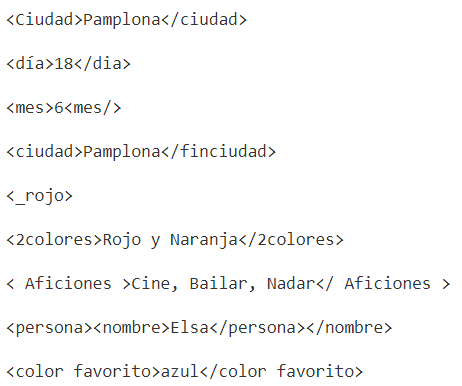 <Ciudad>Pamplona</ciudad>
<día>18</dia>
<mes>6<mes/>
<ciudad>Pamplona</finciudad>
<_rojo>
<2colores>Rojo y Naranja</2colores>
< Aficiones >Cine, Bailar, Nadar</ Aficiones >
<persona><nombre>Elsa</persona></nombre>
<color favorito>azul</color favorito>